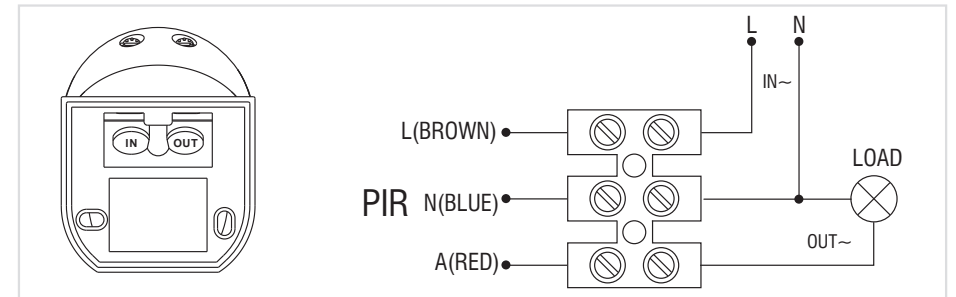 IN OUT
L N
IN~
L(BROWN)
LOAD
PIR N(BLUE)
OUT~
A(RED)